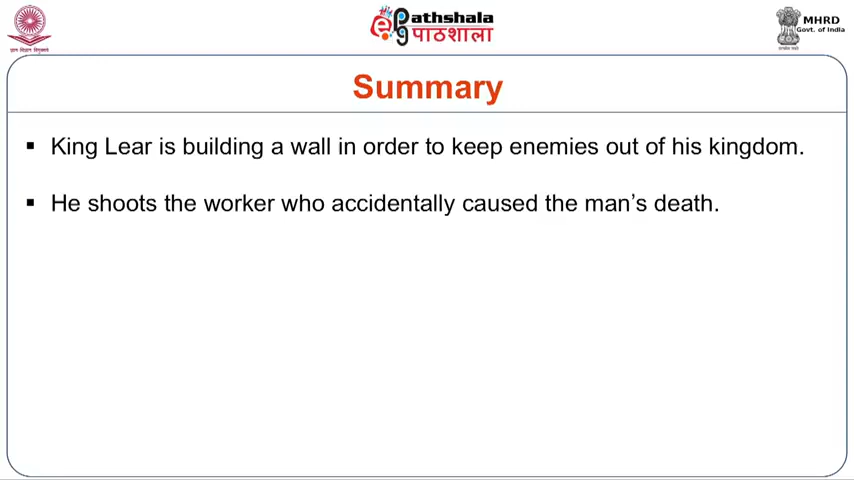 ePathshala
पाठशाला
MHRD
Govt. of India
Summary
▪ King Lear is building a wall in order to keep enemies out of his kingdom.
▪ He shoots the worker who accidentally caused the man’s death.